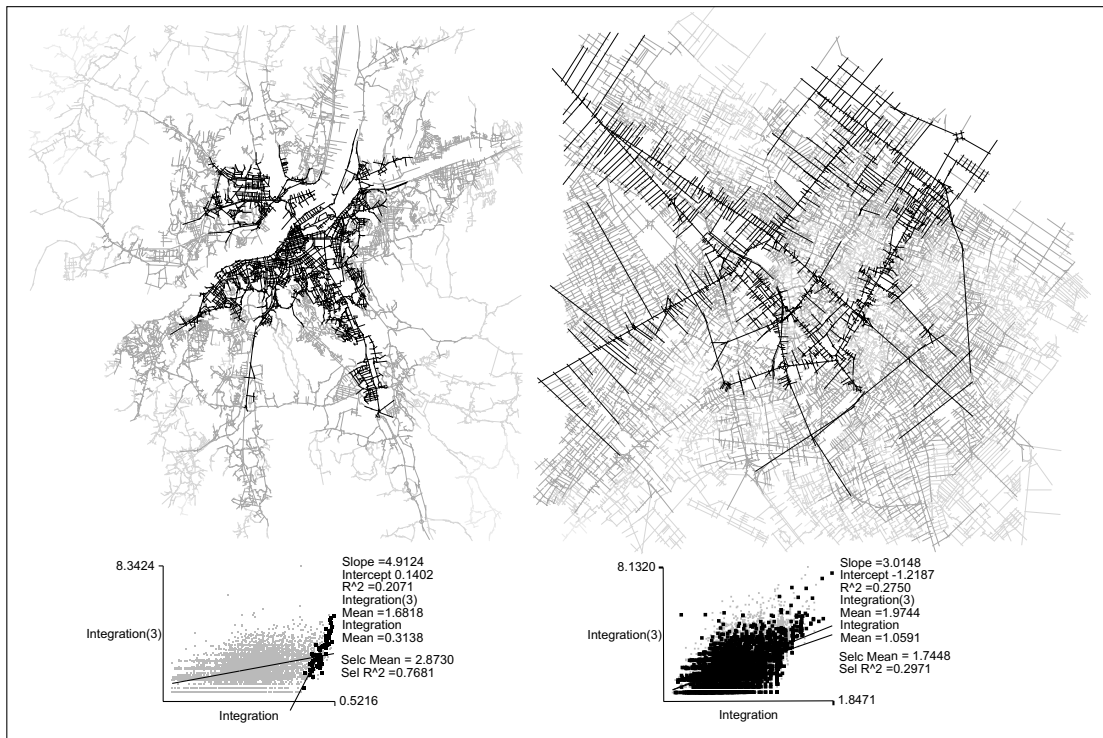 8.3424
Integration(3)
Slope =4.9124
Intercept 0.1402
R^2 =0.2071
Integration(3)
Mean =1.6818
Integration
Mean =0.3138
Selc Mean = 2.8730
Sel R^2 =0.7681
0.5216
Integration
8.1320
Integration(3)
Slope =3.0148
Intercept -1.2187
R^2 =0.2750
Integration(3)
Mean =1.9744
Integration
Mean =1.0591
Selc Mean = 1.7448
Sel R^2 =0.2971
1.8471
Integration